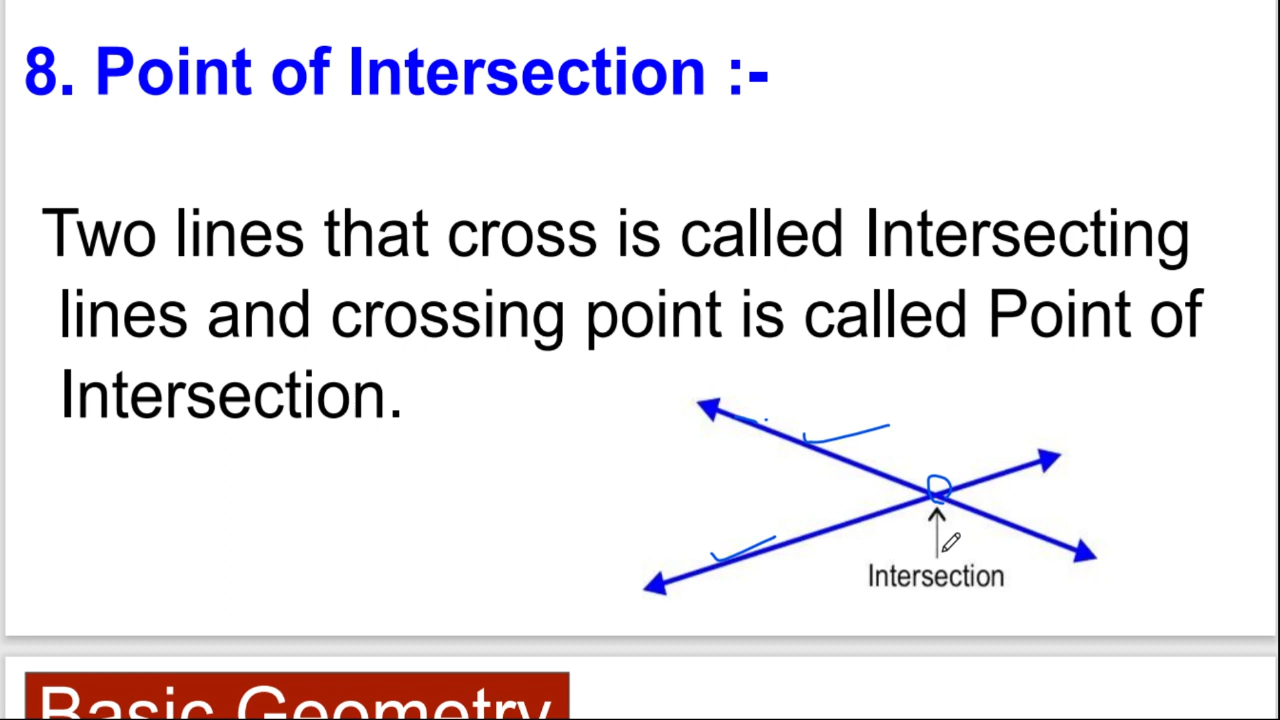 8. Point of Intersection :-
Two lines that cross is called Intersecting
lines and crossing point is called Point of
Intersection.
Intersection
Basic Geometry